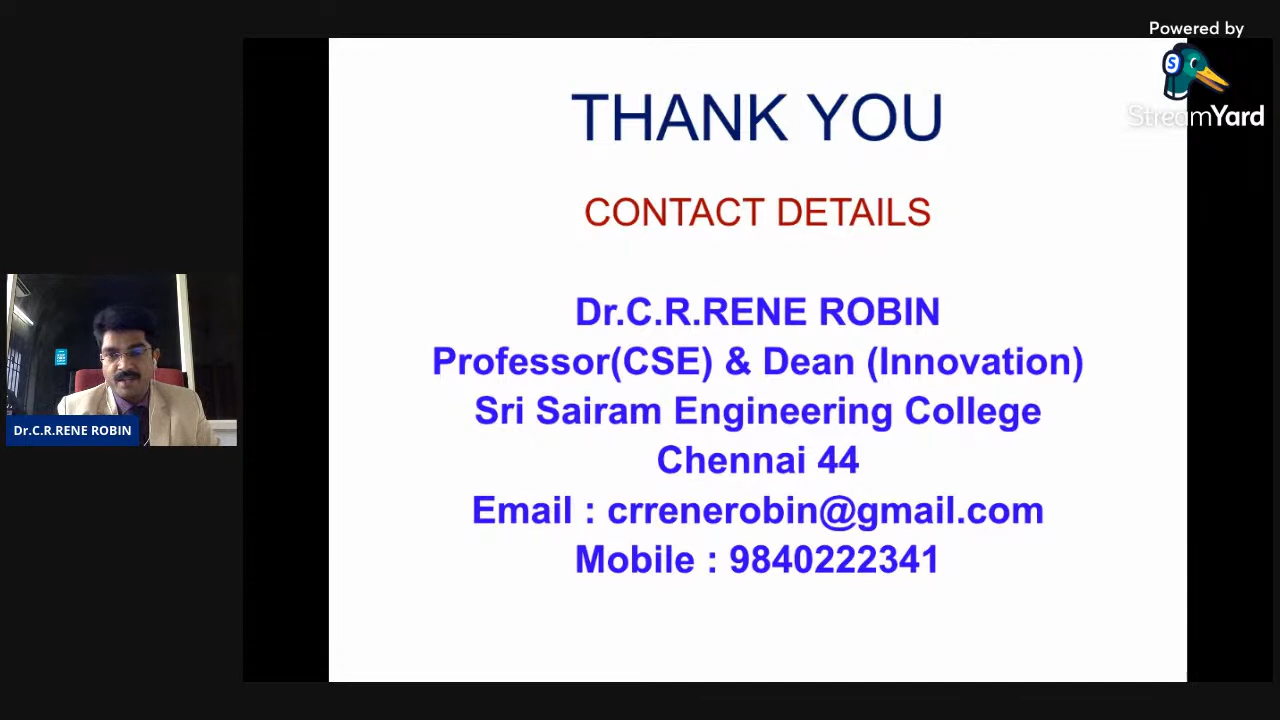 Powered by
S
StreamYard
THANK YOU
CONTACT DETAILS
Dr.C.R.RENE ROBIN
Professor(CSE) & Dean (Innovation)
Sri Sairam Engineering College
Chennai 44
Email : crrenerobin@gmail.com
Mobile : 9840222341
Dr.C.R.RENE ROBIN